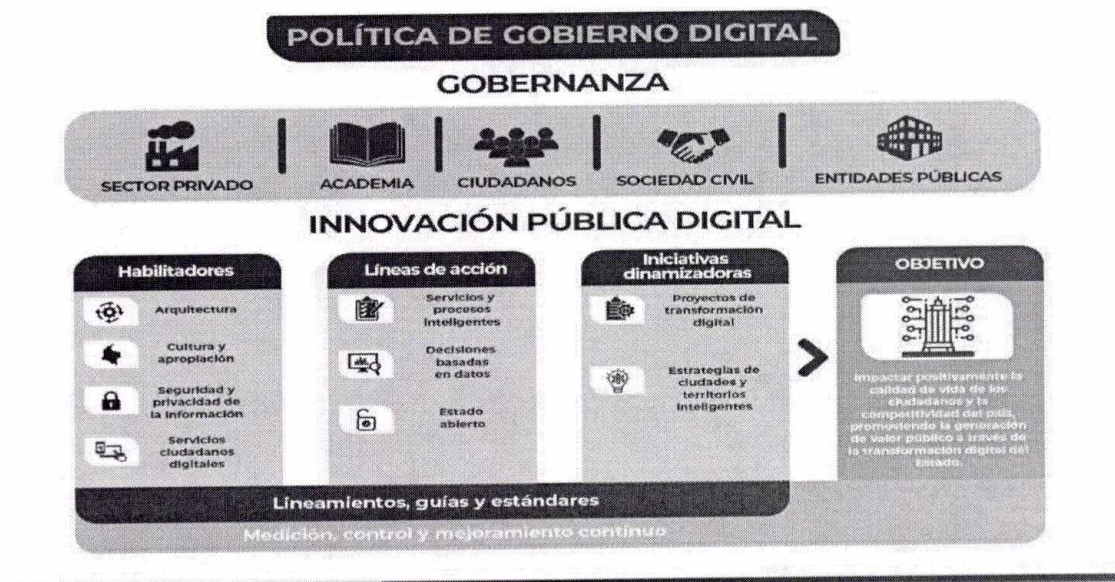 POLÍTICA DE GOBIERNO DIGITAL
GOBERNANZA
SECTOR PRIVADO
ACADEMIA
CIUDADANOS
SOCIEDAD CIVIL
ENTIDADES PÚBLICAS
INNOVACIÓN PÚBLICA DIGITAL
Habilitadores
Arquitectura
Cultura y
apropiación
Seguridad y
privacidad de
la información
Servicios
ciudadanos
digitales
Líneas de acción
Servicios y
procesos
inteligentes
Decisiones
basadas
en datos
Estado
abierto
Iniciativas
dinamizadoras
Proyectos de
transformación
digital
Estrategias de
ciudades y
territorios
inteligentes
OBJETIVO
Impactar positivamente la
calidad de vida de los
ciudadanos y la
competitividad del país,
promoviendo la generación
de valor público a través de
la transformación digital del
Estado.
Lineamientos, guías y estándares
Medición, control y mejoramiento continuo